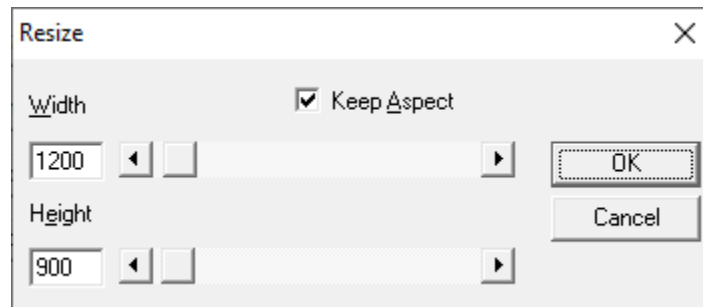 Resize
Width
Keep Aspect
1200
OK
Height
Cancel
900